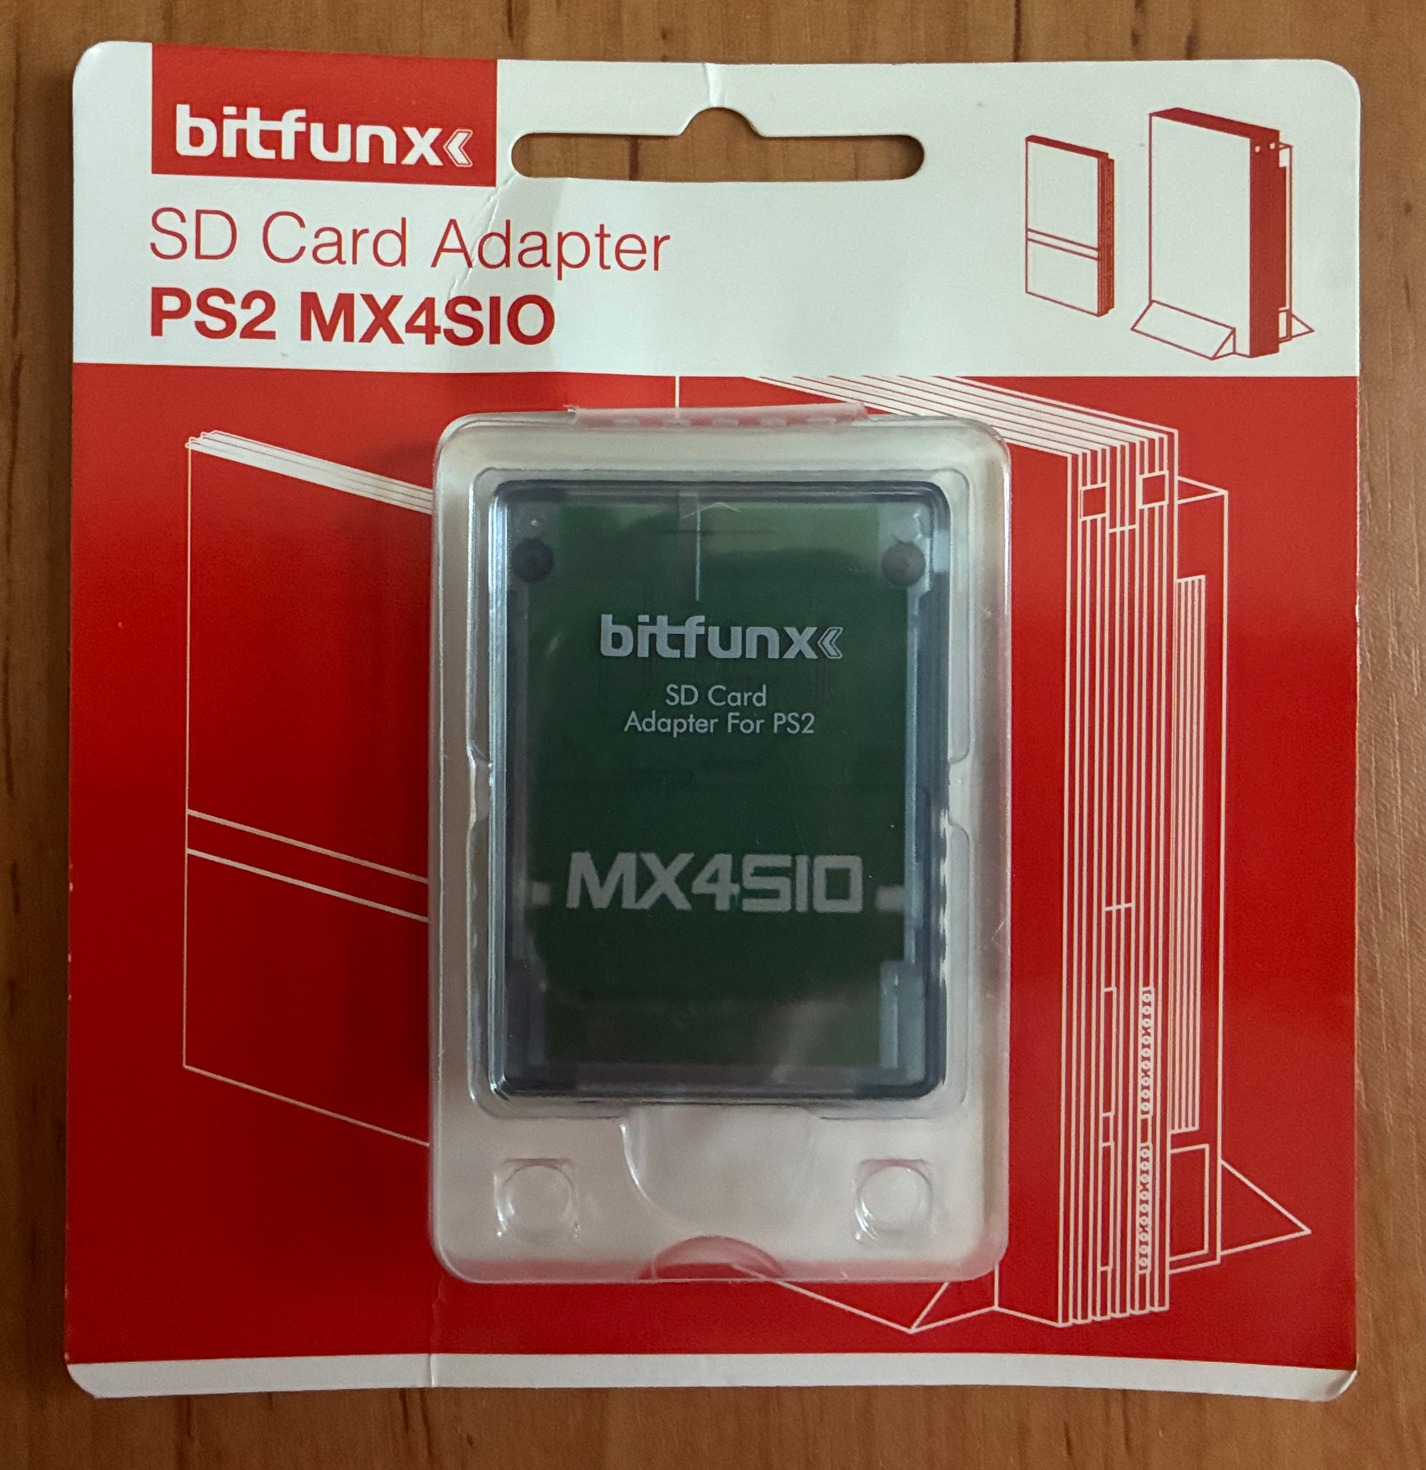 bitfunx
SD Card Adapter
PS2 MX4SIO
bitfunx
SD Card
Adapter For PS2
MX4SIO